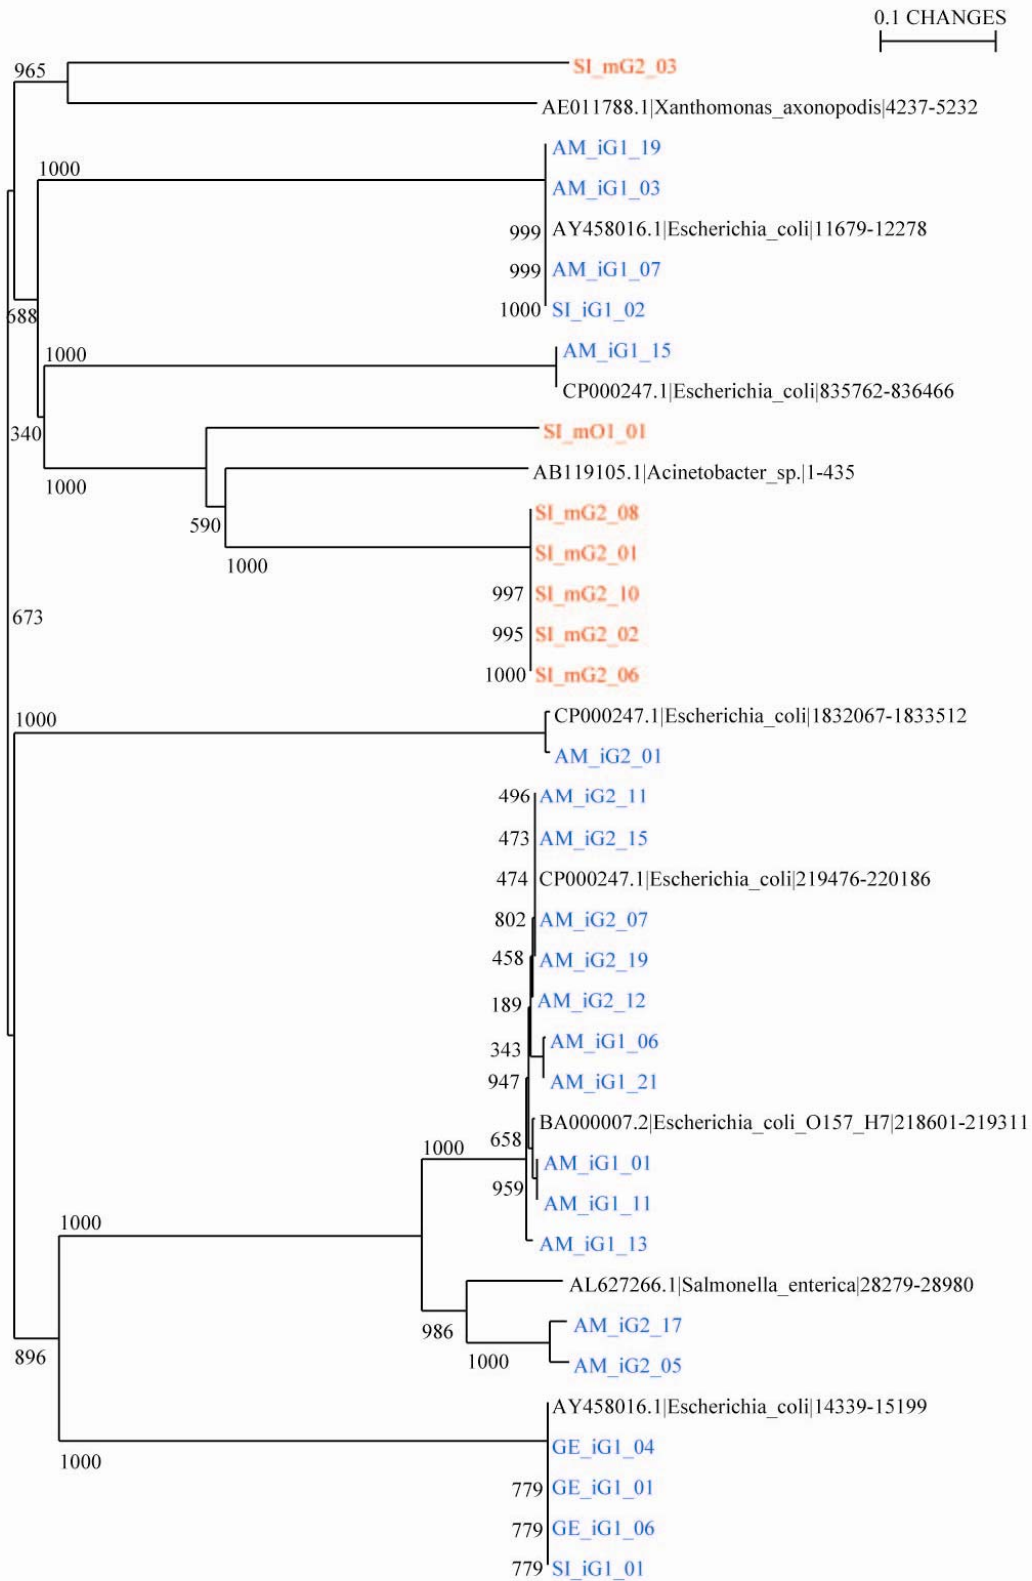 0.1 CHANGES
965
SI_mG2_03
AE011788.1|Xanthomonas_axonopodis|4237-5232
AM_iG1_19
1000
AM_iG1_03
999 AY458016.1|Escherichia_coli|11679-12278
999 AM_iG1_07
1000 SI_iG1_02
588
1000
AM_iG1_15
CP000247.1|Escherichia_coli|835762-836466
340
SI_mO1_01
1000
AB119105.1|Acinetobacter_sp.|1-435
SI_mG2_08
590
SI_mG2_01
1000
997 SI_mG2_10
673
995 SI_mG2_02
1000 SI_mG2_06
1000
CP000247.1|Escherichia_coli|1832067-1833512
AM_iG2_01
496 AM_iG2_11
473 AM_iG2_15
474 CP000247.1|Escherichia_coli|219476-220186
802 AM_iG2_07
458 AM_iG2_19
189 AM_iG2_12
343 AM_iG1_06
947 AM_iG1_21
BA000007.2|Escherichia_coli_O157_H7|218601-219311
658
1000
AM_iG1_01
959 AM_iG1_11
1000
AM_iG1_13
AL627266.1|Salmonella_enterica|28279-28980
986
AM_iG2_17
896
1000
AM_iG2_05
AY458016.1|Escherichia_coli|14339-15199
GE_iG1_04
1000
779 GE_iG1_01
779 GE_iG1_06
779 SI_iG1_01